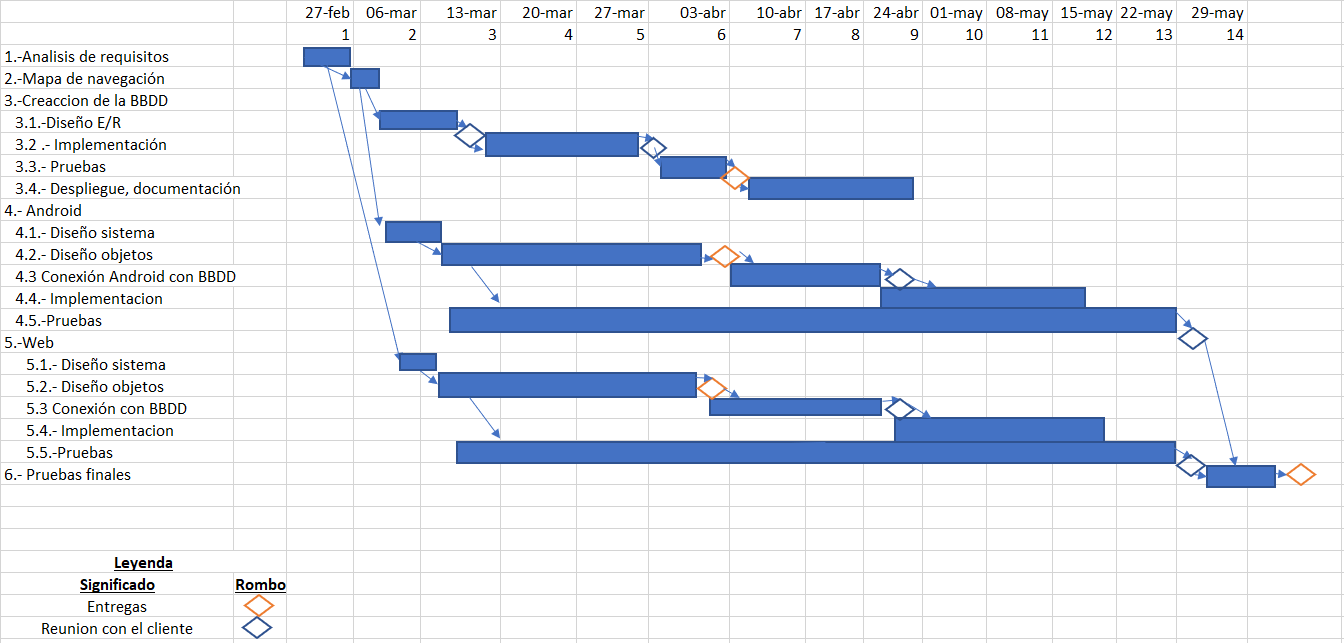 27-feb 06-mar 13-mar 20-mar 27-mar 03-abr 10-abr 17-abr 24-abr 01-may 08-may 15-may 22-may 29-may
1 2 3 4 5 6 7 8 9 10 11 12 13 14
1.-Analisis de requisitos
2.-Mapa de navegación
3.-Creaccion de la BBDD
3.1.-Diseño E/R
3.2 .- Implementación
3.3.- Pruebas
3.4.- Despliegue, documentación
4.- Android
4.1.- Diseño sistema
4.2.- Diseño objetos
4.3 Conexión Android con BBDD
4.4.- Implementacion
4.5.-Pruebas
5.-Web
5.1.- Diseño sistema
5.2.- Diseño objetos
5.3 Conexión con BBDD
5.4.- Implementacion
5.5.-Pruebas
6.- Pruebas finales
Leyenda
Significado Rombo
Entregas
Reunion con el cliente